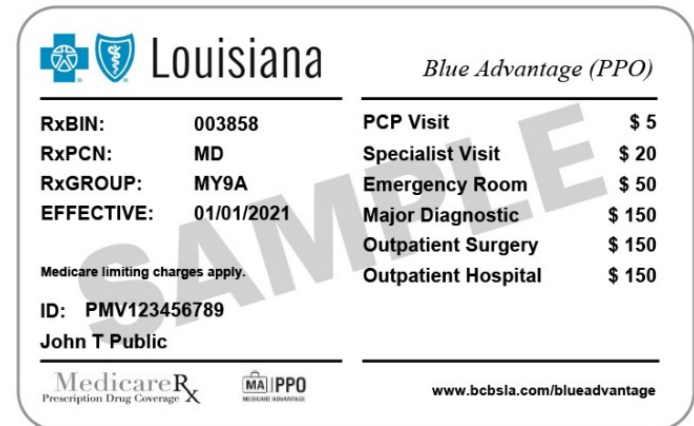 Louisiana
RxBIN: 003858
RxPCN: MD
RxGROUP: MY9A
EFFECTIVE: 01/01/2021
Medicare limiting charges apply.
ID: PMV123456789
John T Public
MedicareRx
Prescription Drug Coverage
MA PPO
MEDICARE ADVANTAGE
Blue Advantage (PPO)
PCP Visit $ 5
Specialist Visit $ 20
Emergency Room $ 50
Major Diagnostic $ 150
Outpatient Surgery $ 150
Outpatient Hospital $ 150
www.bcbsla.com/blueadvantage
SAMPLE